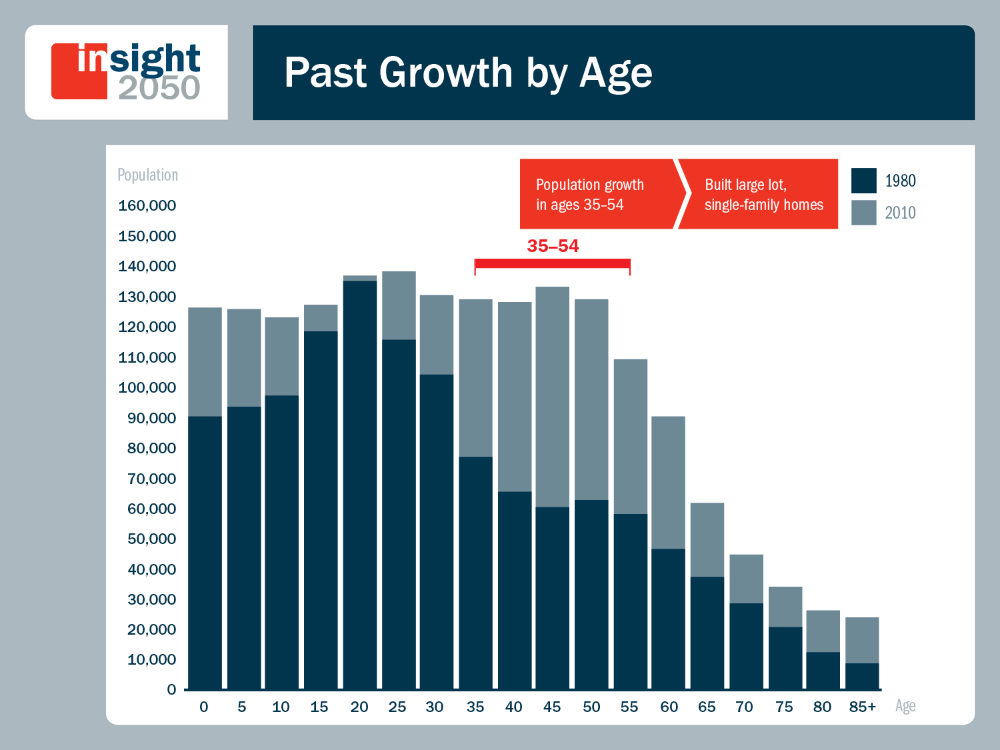 insight
2050
Past Growth by Age
Population
160,000
150,000
140,000
130,000
120,000
110,000
100,000
90,000
80,000
70,000
60,000
50,000
40,000
30,000
20,000
10,000
0
Population growth
in ages 35–54
Built large lot,
single-family homes
1980
2010
35–54
0 5 10 15 20 25 30 35 40 45 50 55 60 65 70 75 80 85+ Age